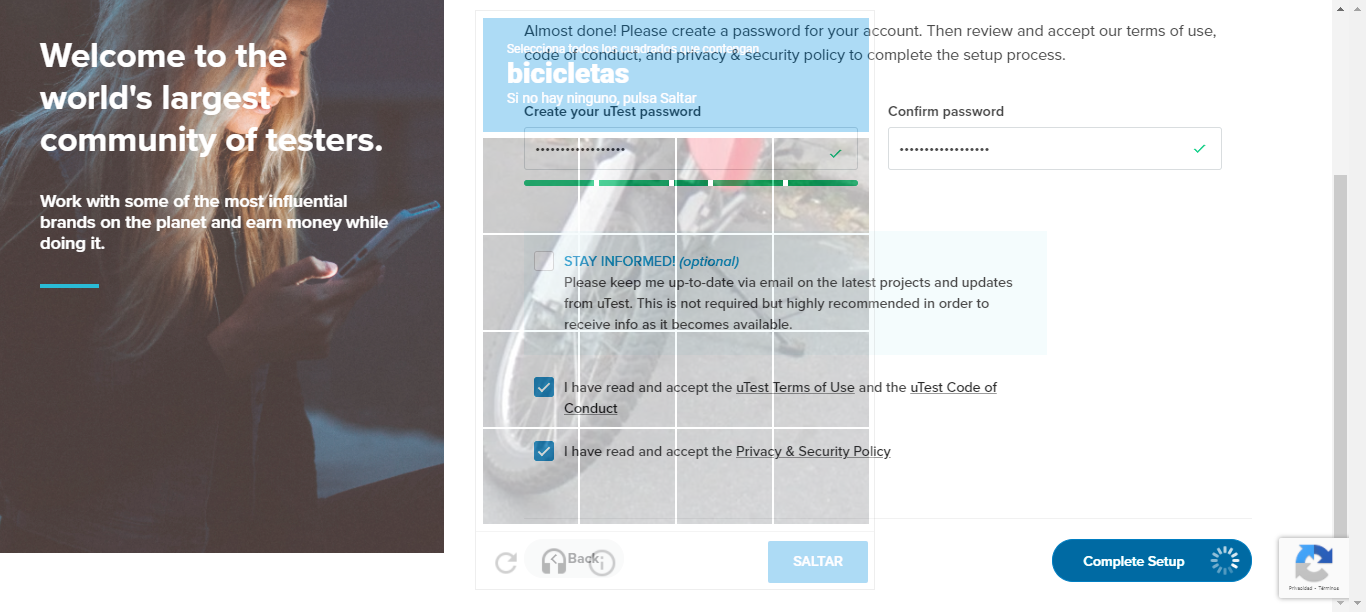 Welcome to the
world's largest
community of testers.
Work with some of the most influential
brands on the planet and earn money while
doing it.
Almost done! Please create a password for your account. Then review and accept our terms of use,
code of conduct, and privacy & security policy to complete the setup process.
Selecciona todos los cuadrados que contengan
bicicletas
Si no hay ninguno, pulsa Saltar
Create your uTest password
Confirm password
STAY INFORMED! (optional)
Please keep me up-to-date via email on the latest projects and updates
from uTest. This is not required but highly recommended in order to
receive info as it becomes available.
I have read and accept the uTest Terms of Use and the uTest Code of
Conduct
I have read and accept the Privacy & Security Policy
Back
SALTAR
Complete Setup
Privacidad - Términos